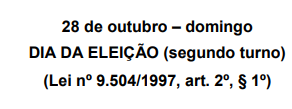 28 de outubro – domingo
DIA DA ELEIÇÃO (segundo turno)
(Lei nº 9.504/1997, art. 2º, § 1º)